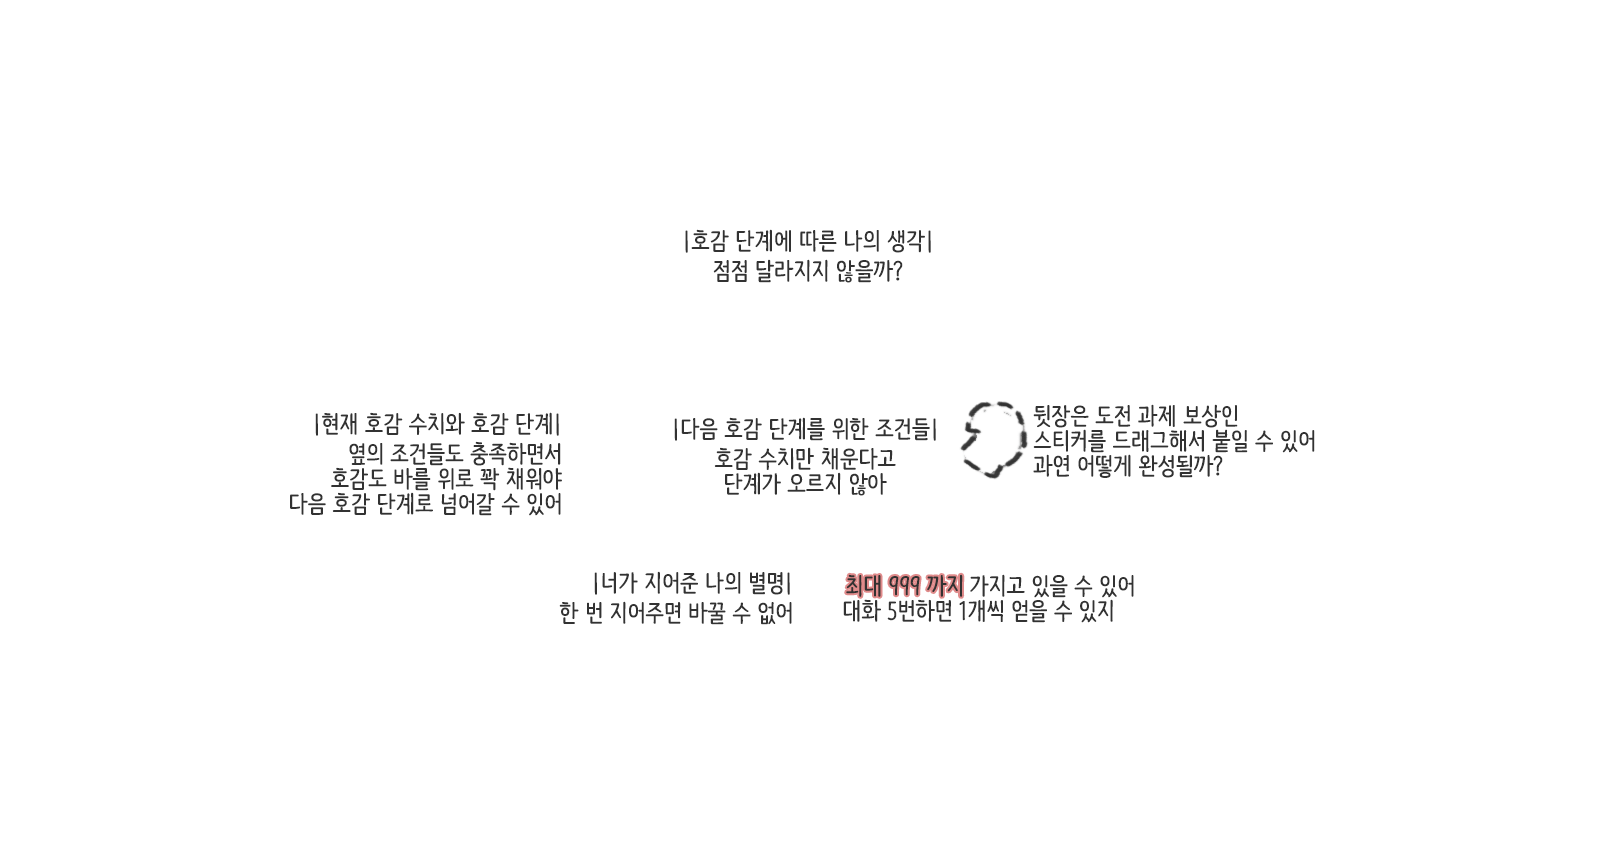 |호감 단계에 따른 나의 생각|
점점 달라지지 않을까?
|현재 호감 수치와 호감 단계|
옆의 조건들도 충족하면서
호감도 바를 위로 꽉 채워야
다음 호감 단계로 넘어갈 수 있어
|다음 호감 단계를 위한 조건들|
호감 수치만 채운다고
단계가 오르지 않아
뒷장은 도전 과제 보상인
스티커를 드래그해서 붙일 수 있어
과연 어떻게 완성될까?
|너가 지어준 나의 별명|
한 번 지어주면 바꿀 수 없어
최대 999 까지 가지고 있을 수 있어
대화 5번하면 1개씩 얻을 수 있지